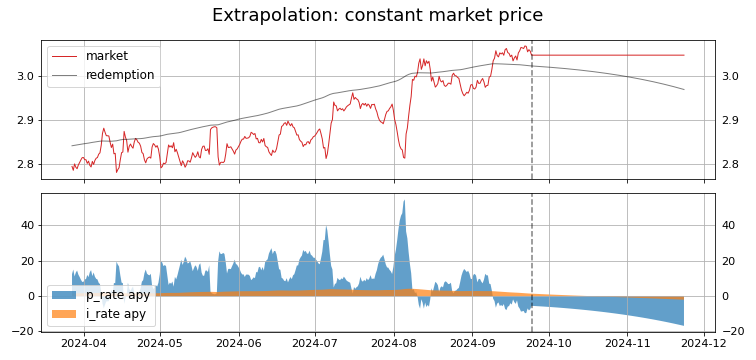 Extrapolation: constant market price
market
redemption
3.0
2.9
2.8
3.0
2.9
2.8
p_rate apy
i_rate apy
40
20
0
−20
40
20
0
−20
2024-04 2024-05 2024-06 2024-07 2024-08 2024-09 2024-10 2024-11 2024-12